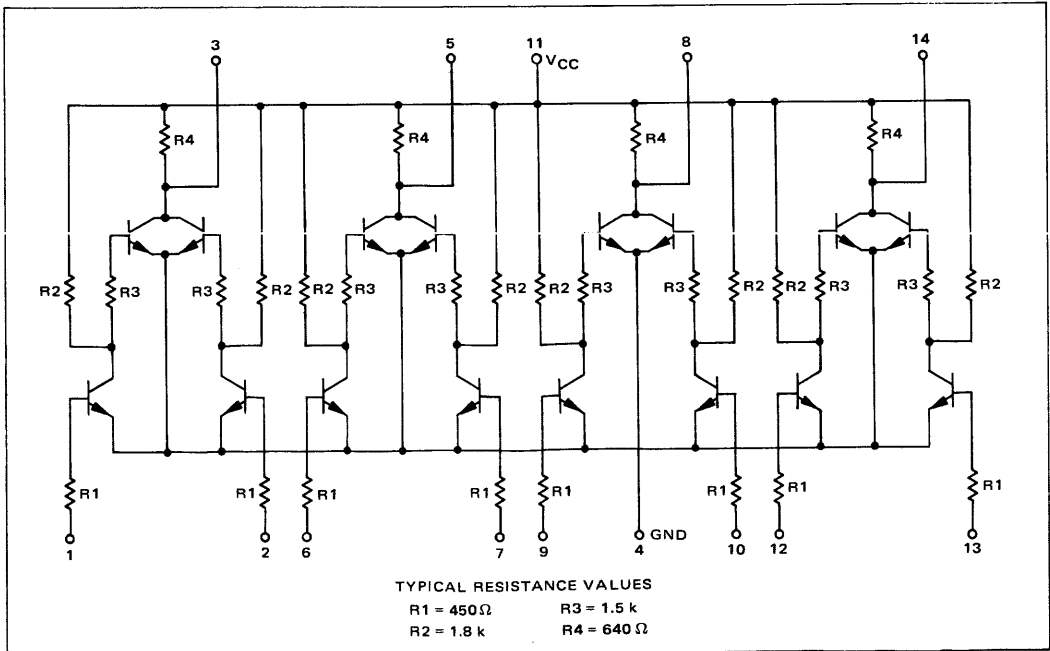 3 5 11 VCC 8 14
R4 R4 R4 R4
R2 R3 R3 R2 R2 R3 R3 R2 R2 R3 R3 R2 R2 R3 R3 R2
R1 R1 R1 R1 R1 R1 R1 R1
1 2 6 7 9 4 GND 10 12 13
TYPICAL RESISTANCE VALUES
R1 = 450Ω R3 = 1.5 k
R2 = 1.8 k R4 = 640 Ω